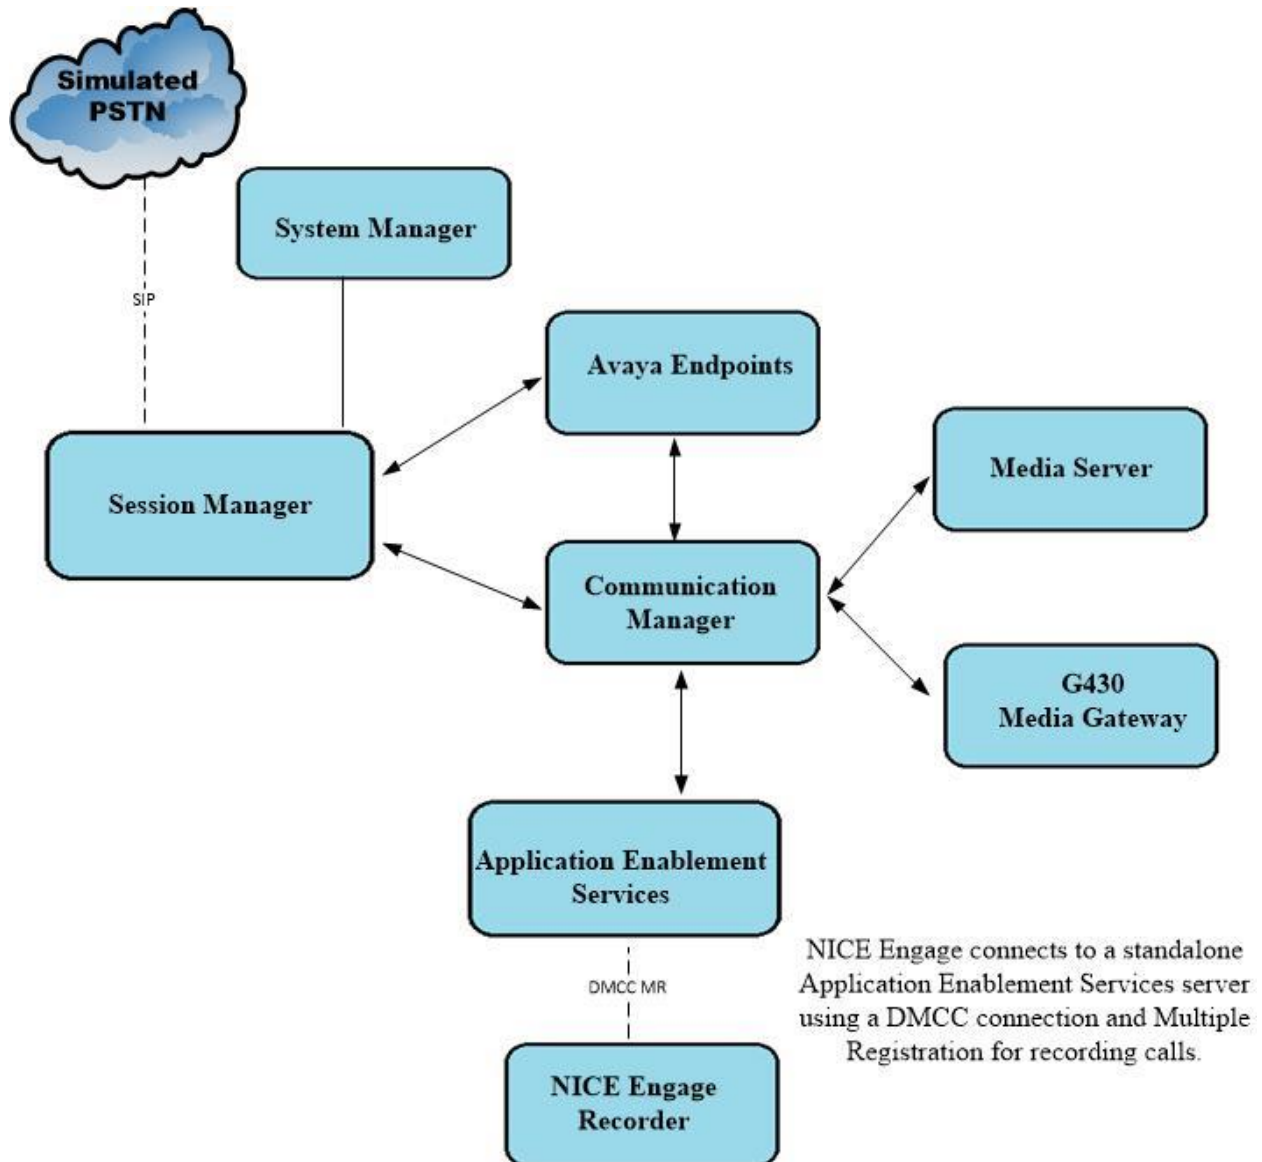 Simulated
PSTN
System Manager
SIP
Avaya Endpoints
Session Manager
Media Server
Communication
Manager
G430
Media Gateway
Application Enablement
Services
DMCC MR
NICE Engage connects to a standalone
Application Enablement Services server
using a DMCC connection and Multiple
Registration for recording calls.
NICE Engage
Recorder